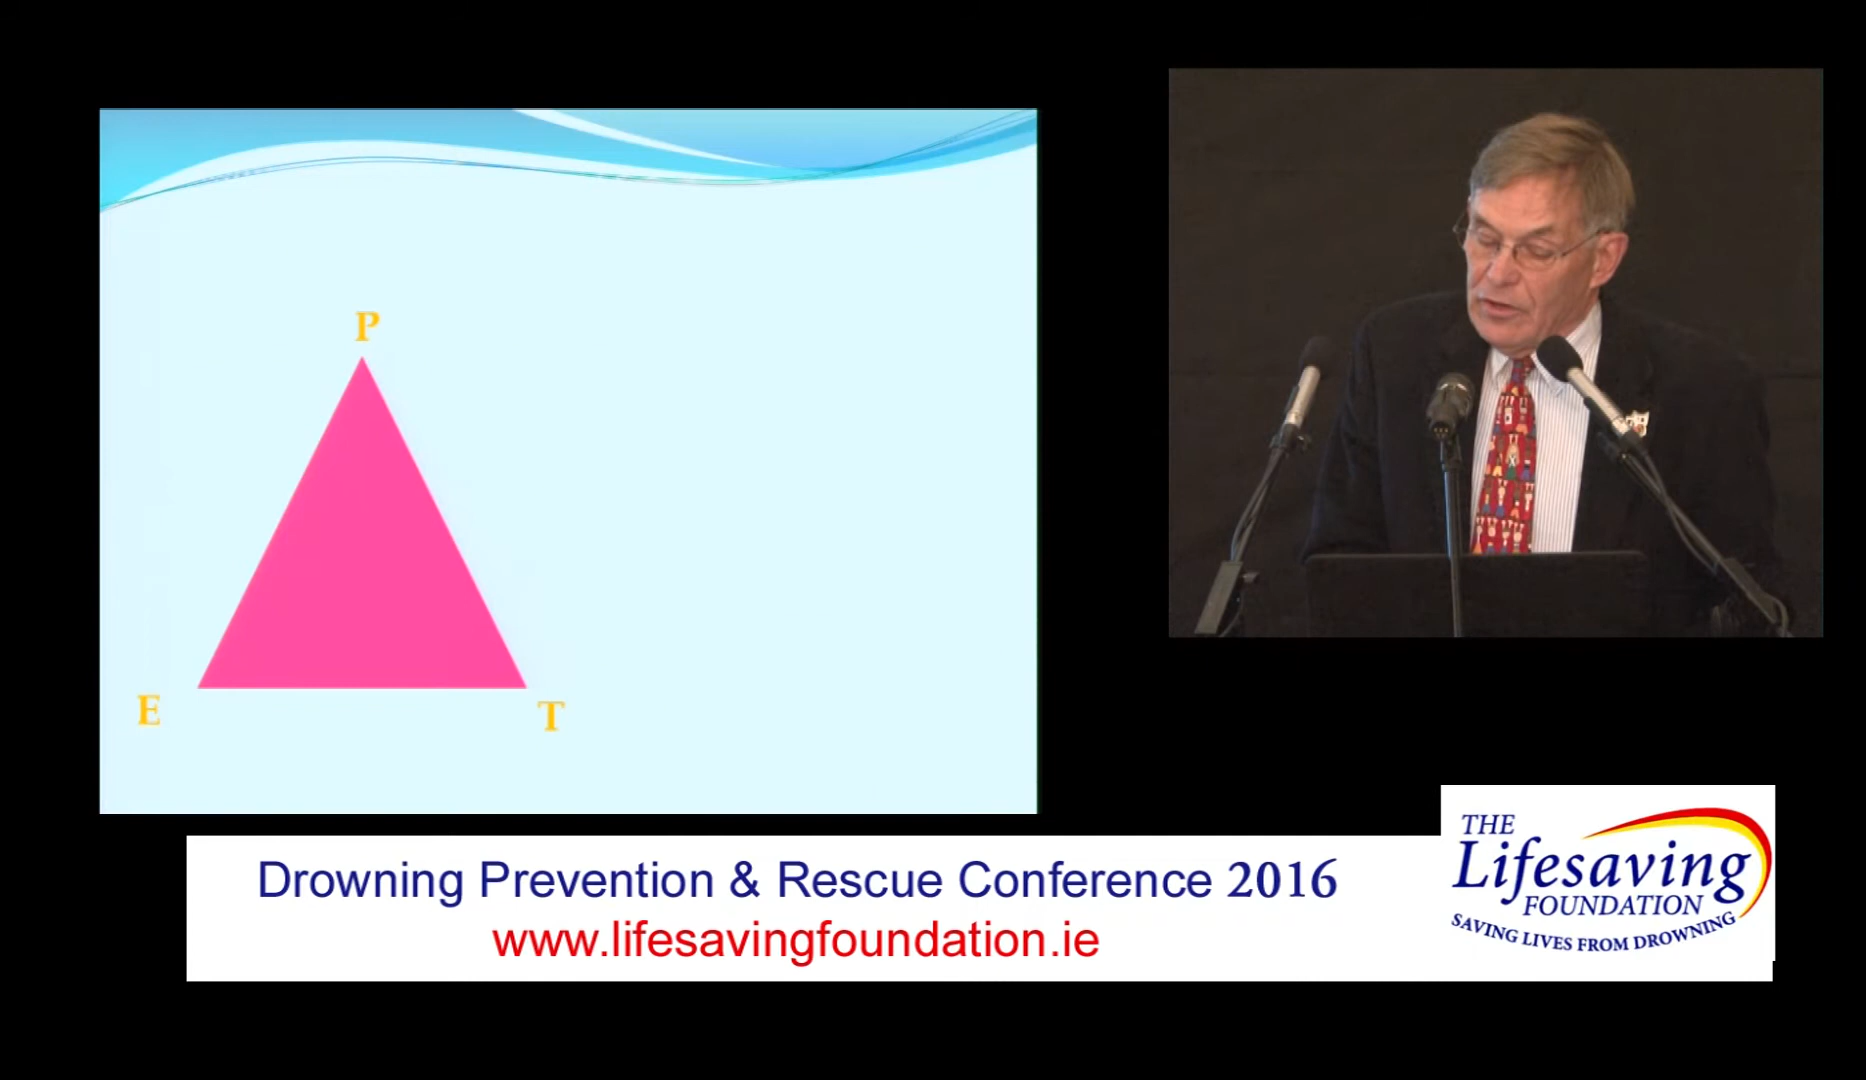 P
E
T
Drowning Prevention & Rescue Conference 2016
www.lifesavingfoundation.ie
THE
Lifesaving
FOUNDATION
SAVING LIVES FROM DROWNING